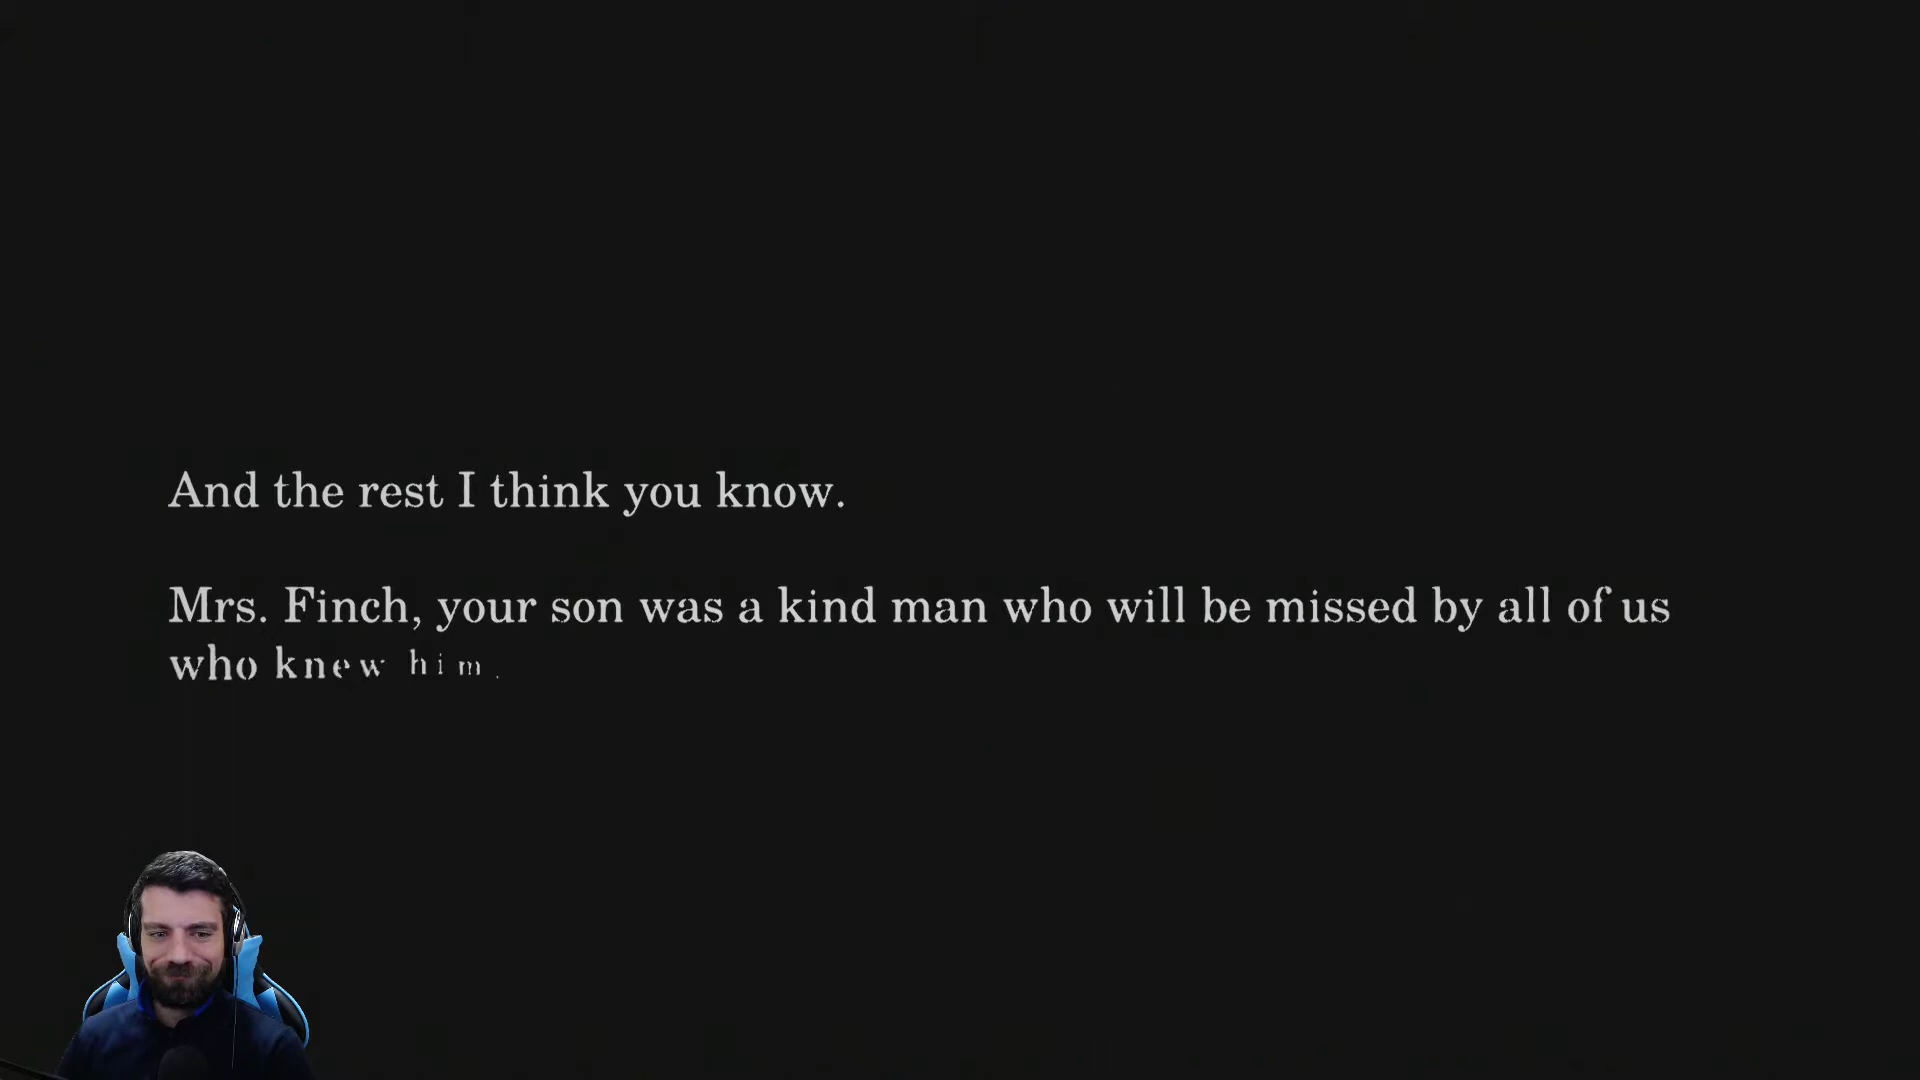 And the rest I think you know.
Mrs. Finch, your son was a kind man who will be missed by all of us
who knew him.